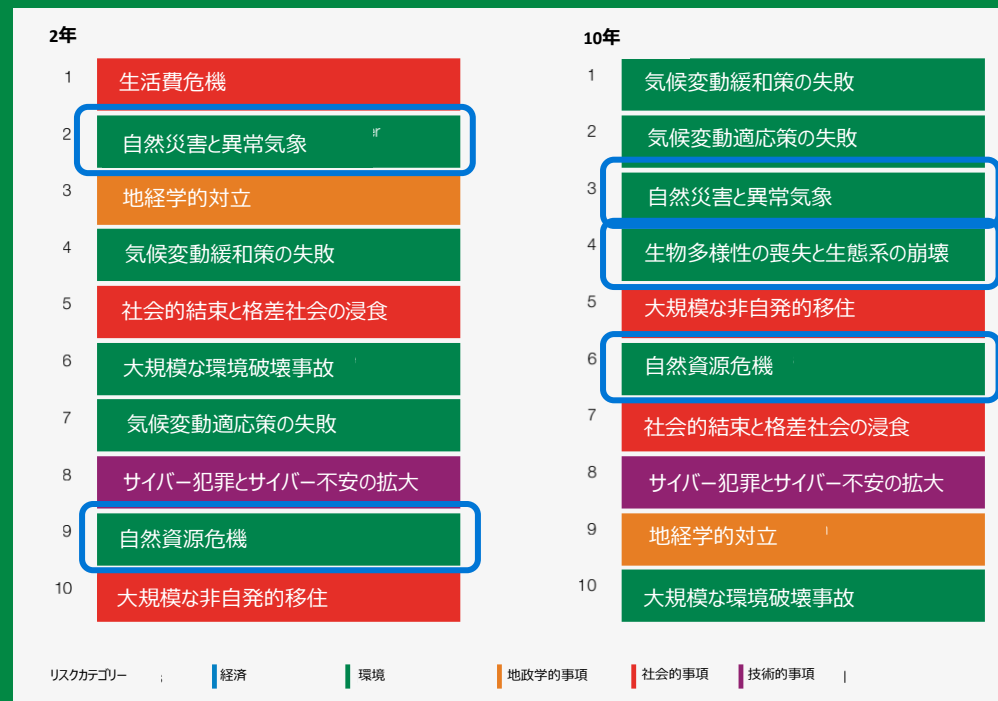 2年
1 生活費危機
2 自然災害と異常気象
3 地経学的対立
4 気候変動緩和策の失敗
5 社会的結束と格差社会の浸食
6 大規模な環境破壊事故
7 気候変動適応策の失敗
8 サイバー犯罪とサイバー不安の拡大
9 自然資源危機
10 大規模な非自発的移住
10年
1 気候変動緩和策の失敗
2 気候変動適応策の失敗
3 自然災害と異常気象
4 生物多様性の喪失と生態系の崩壊
5 大規模な非自発的移住
6 自然資源危機
7 社会的結束と格差社会の浸食
8 サイバー犯罪とサイバー不安の拡大
9 地経学的対立
10 大規模な環境破壊事故
リスクカテゴリー 経済 環境 地政学的事項 社会的事項 技術的事項